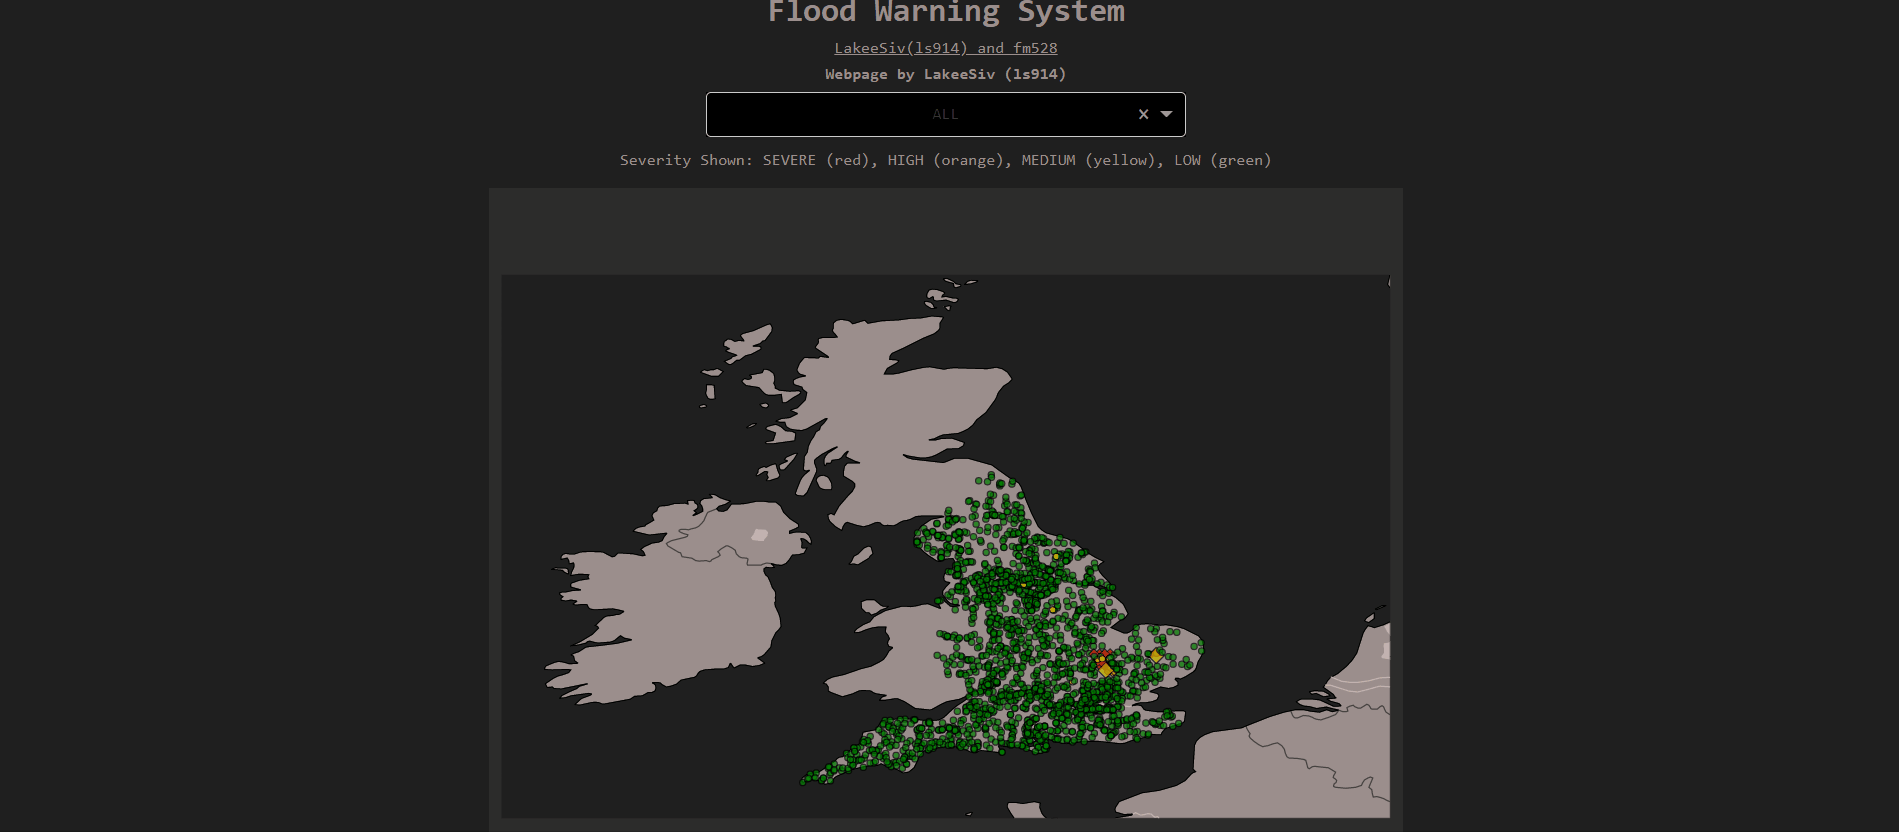 Flood Warning System
LakeeSiv(ls914) and fm528
Webpage by LakeeSiv (ls914)
ALL
Severity Shown: SEVERE (red), HIGH (orange), MEDIUM (yellow), LOW (green)